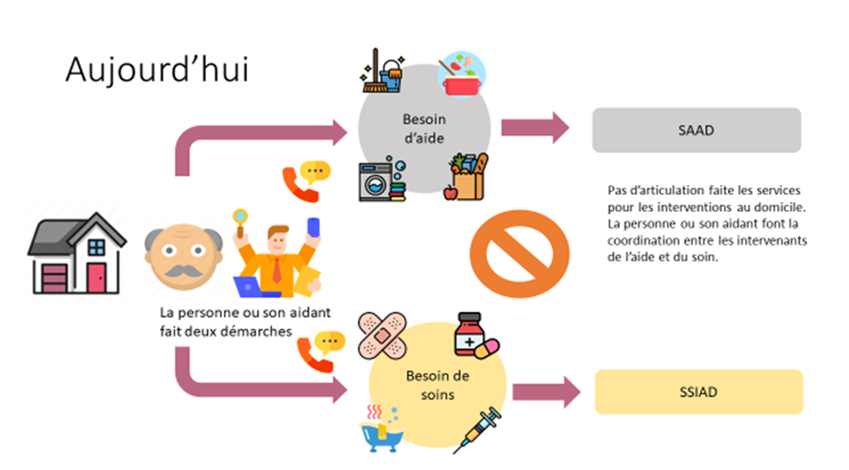 Aujourd'hui
Besoin
d'aide
SAAD
Pas d'articulation faite les services
pour les interventions au domicile.
La personne ou son aidant font la
coordination entre les intervenants
de l'aide et du soin.
La personne ou son aidant
fait deux démarches
Besoin de
soins
SSIAD